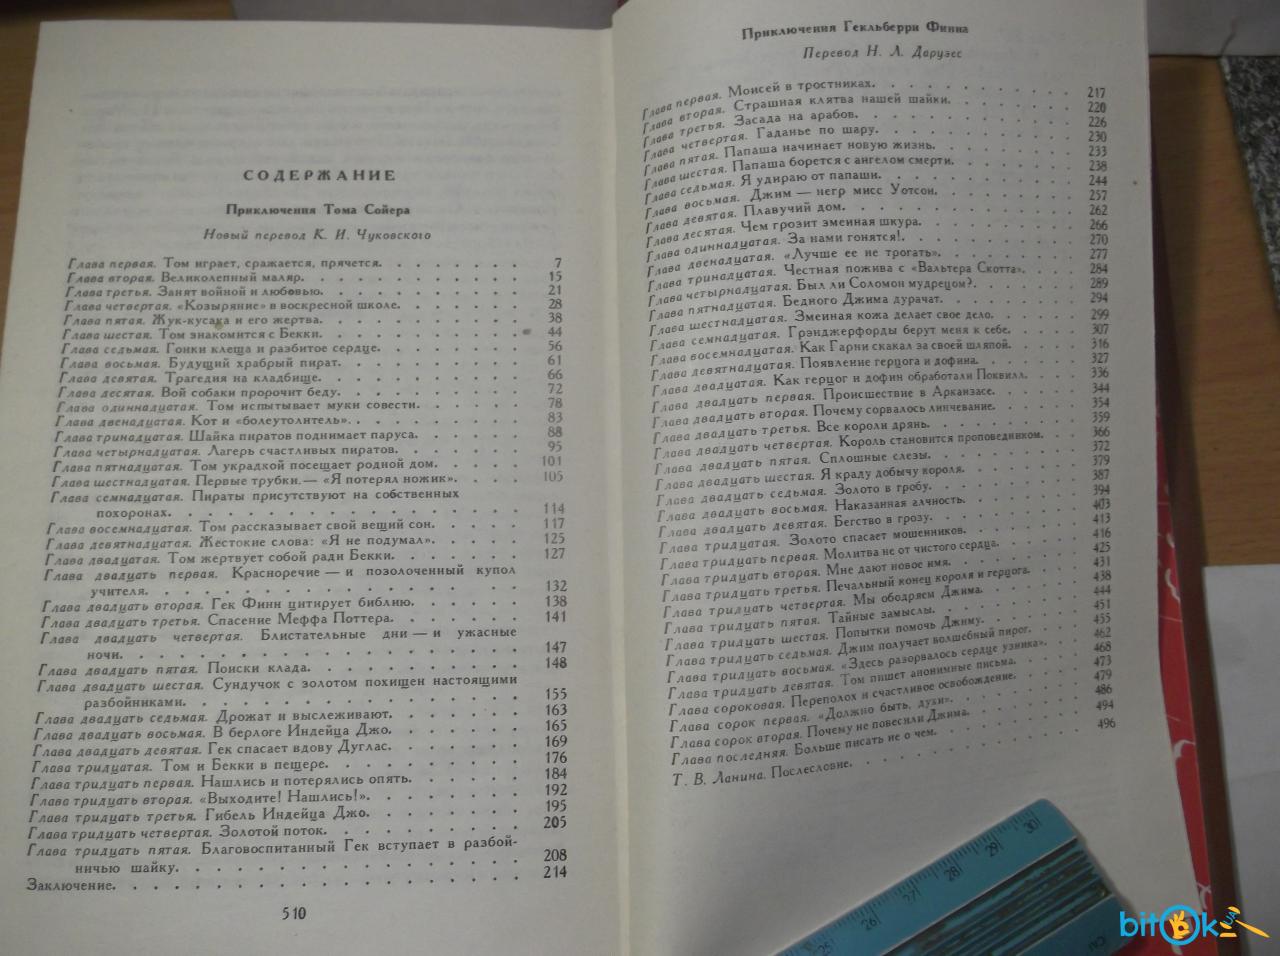 СОДЕРЖАНИЕ
Приключения Тома Сойера
Новый перевод К. И. Чуковского
Глава первая. Том играет, сражается, прячется. 7
Глава вторая. Великолепный маляр. 15
Глава третья. Занят войной и любовью. 21
Глава четвертая. «Козыряние» в воскресной школе. 28
Глава пятая. Жук-кусака и его жертва. 38
Глава шестая. Том знакомится с Бекки. 44
Глава седьмая. Гонки клеща и разбитое сердце. 56
Глава восьмая. Будущий храбрый пират. 61
Глава девятая. Трагедия на кладбище. 66
Глава десятая. Вой собаки пророчит беду. 72
Глава одиннадцатая. Том испытывает муки совести. 78
Глава двенадцатая. Кот и «болеутолитель». 83
Глава тринадцатая. Шайка пиратов поднимает паруса. 88
Глава четырнадцатая. Лагерь счастливых пиратов. 95
Глава пятнадцатая. Том украдкой посещает родной дом. 101
Глава шестнадцатая. Первые трубки.— «Я потерял ножик». 105
Глава семнадцатая. Пираты присутствуют на собственных
похоронах. 114
Глава восемнадцатая. Том рассказывает свой вещий сон. 117
Глава девятнадцатая. Жестокие слова: «Я не подумал». 125
Глава двадцатая. Том жертвует собой ради Бекки. 127
Глава двадцать первая. Красноречие — и позолоченный купол
учителя. 132
Глава двадцать вторая. Гек Финн цитирует библию. 138
Глава двадцать третья. Спасение Меффа Поттера. 141
Глава двадцать четвертая. Блистательные дни — и ужасные
ночи. 147
Глава двадцать пятая. Поиски клада. 148
Глава двадцать шестая. Сундучок с золотом похищен настоящими
разбойниками. 155
Глава двадцать седьмая. Дрожат и выслеживают. 163
Глава двадцать восьмая. В берлоге Индейца Джо. 165
Глава двадцать девятая. Гек спасает вдову Дуглас. 169
Глава тридцатая. Том и Бекки в пещере. 176
Глава тридцать первая. Нашлись и потерялись опять. 184
Глава тридцать вторая. «Выходите! Нашлись!». 192
Глава тридцать третья. Гибель Индейца Джо. 195
Глава тридцать четвертая. Золотой поток. 205
Глава тридцать пятая. Благовоспитанный Гек вступает в разбой-
ничью шайку. 208
Заключение. 214
510
Приключения Гекльберри Финна
Перевод Н. Л. Дарузес
Глава первая. Моисей в тростниках. 217
Глава вторая. Страшная клятва нашей шайки. 220
Глава третья. Засада на арабов. 226
Глава четвертая. Гаданье по шару. 230
Глава пятая. Папаша начинает новую жизнь. 233
Глава шестая. Папаша борется с ангелом смерти. 238
Глава седьмая. Я удираю от папаши. 244
Глава восьмая. Джим — негр мисс Уотсон. 257
Глава девятая. Плавучий дом. 262
Глава десятая. Чем грозит змеиная шкура. 266
Глава одиннадцатая. За нами гонятся!. 270
Глава двенадцатая. «Лучше ее не трогать». 277
Глава тринадцатая. Честная пожива с «Вальтера Скотта». 284
Глава четырнадцатая. Был ли Соломон мудрецом?. 289
Глава пятнадцатая. Бедного Джима дурачат. 294
Глава шестнадцатая. Змеиная кожа делает свое дело. 299
Глава семнадцатая. Грэнджерфорды берут меня к себе. 307
Глава восемнадцатая. Как Гарни скакал за своей шляпой. 316
Глава девятнадцатая. Появление герцога и дофина. 327
Глава двадцатая. Как герцог и дофин обработали Поквилл. 336
Глава двадцать первая. Происшествие в Арканзасе. 344
Глава двадцать вторая. Почему сорвалось линчевание. 354
Глава двадцать третья. Все короли дрянь. 359
Глава двадцать четвертая. Король становится проповедником. 366
Глава двадцать пятая. Сплошные слезы. 372
Глава двадцать шестая. Я краду добычу короля. 379
Глава двадцать седьмая. Золото в гробу. 387
Глава двадцать восьмая. Наказанная алчность. 394
Глава двадцать девятая. Бегство в грозу. 403
Глава тридцатая. Золото спасает мошенников. 413
Глава тридцать первая. Молитва не от чистого сердца. 416
Глава тридцать вторая. Мне дают новое имя. 425
Глава тридцать третья. Печальный конец короля и герцога. 431
Глава тридцать четвертая. Мы ободряем Джима. 438
Глава тридцать пятая. Тайные замыслы. 444
Глава тридцать шестая. Попытки помочь Джиму. 451
Глава тридцать седьмая. Джим получает волшебный пирог. 455
Глава тридцать восьмая. «Здесь разорвалось сердце узника». 462
Глава тридцать девятая. Том пишет анонимные письма. 468
Глава сороковая. Переполох и счастливое освобождение. 473
Глава сорок первая. «Должно быть, духи». 479
Глава сорок вторая. Почему не повесили Джима. 486
Глава последняя. Больше писать не о чем. 494
Т. В. Ланина. Послесловие. 496
25 26 27 28 29 30
bitok.ua